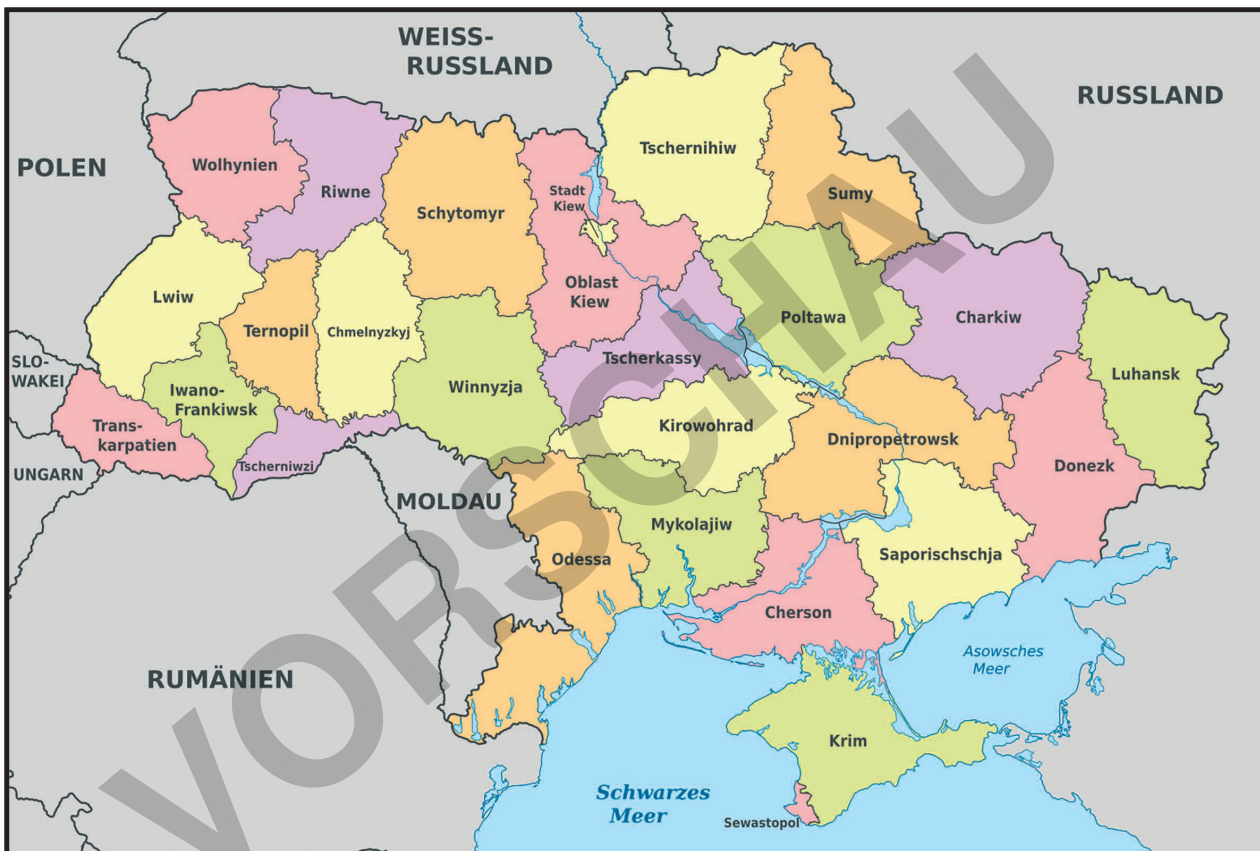 WEISS-
RUSSLAND
RUSSLAND
POLEN
Wolhynien
Riwne
Schytomyr
Stadt
Kiew
Tschernihiw
Sumy
Lwiw
Ternopil
Chmelnyzkyj
Oblast
Kiew
Poltawa
Charkiw
SLO-
WAKEI
Iwano-
Frankiwsk
Winnyzja
Tscherkassy
Luhansk
Trans-
karpatien
Kirowohrad
Dnipropetrowsk
UNGARN
Tscherniwzi
Donezk
MOLDAU
Mykolajiw
Odessa
Saporischschja
Cherson
RUMÄNIEN
Asowsches
Meer
Krim
Schwarzes
Meer
Sewastopol
VORSCHAU